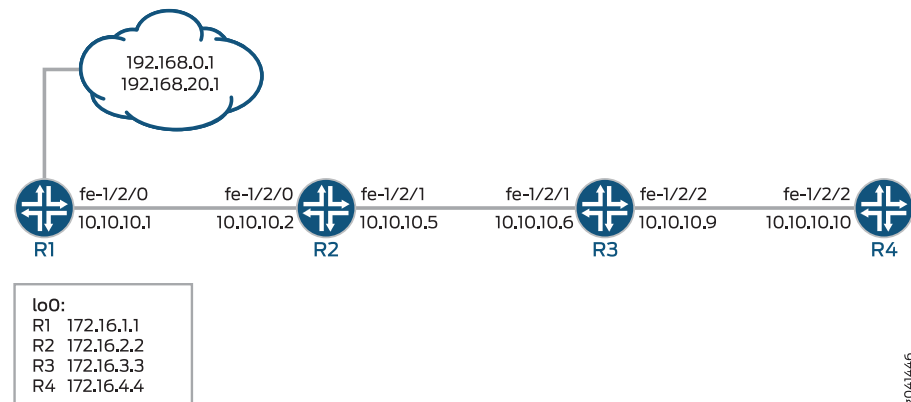 192.168.0.1
192.168.20.1
fe-1/2/0 fe-1/2/0 fe-1/2/1 fe-1/2/1 fe-1/2/2 fe-1/2/2
10.10.10.1 10.10.10.2 10.10.10.5 10.10.10.6 10.10.10.9 10.10.10.10
R1 R2 R3 R4
lo0:
R1 172.16.1.1
R2 172.16.2.2
R3 172.16.3.3
R4 172.16.4.4
g041446